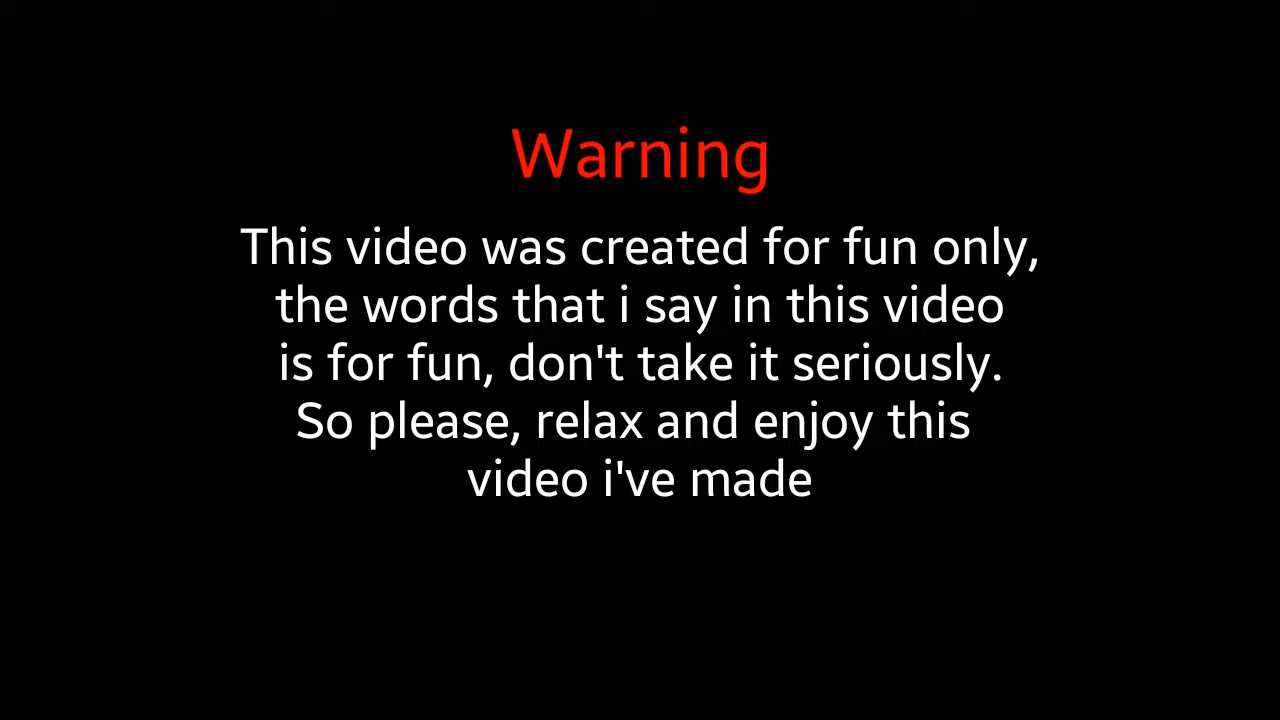 Warning
This video was created for fun only,
the words that i say in this video
is for fun, don't take it seriously.
So please, relax and enjoy this
video i've made